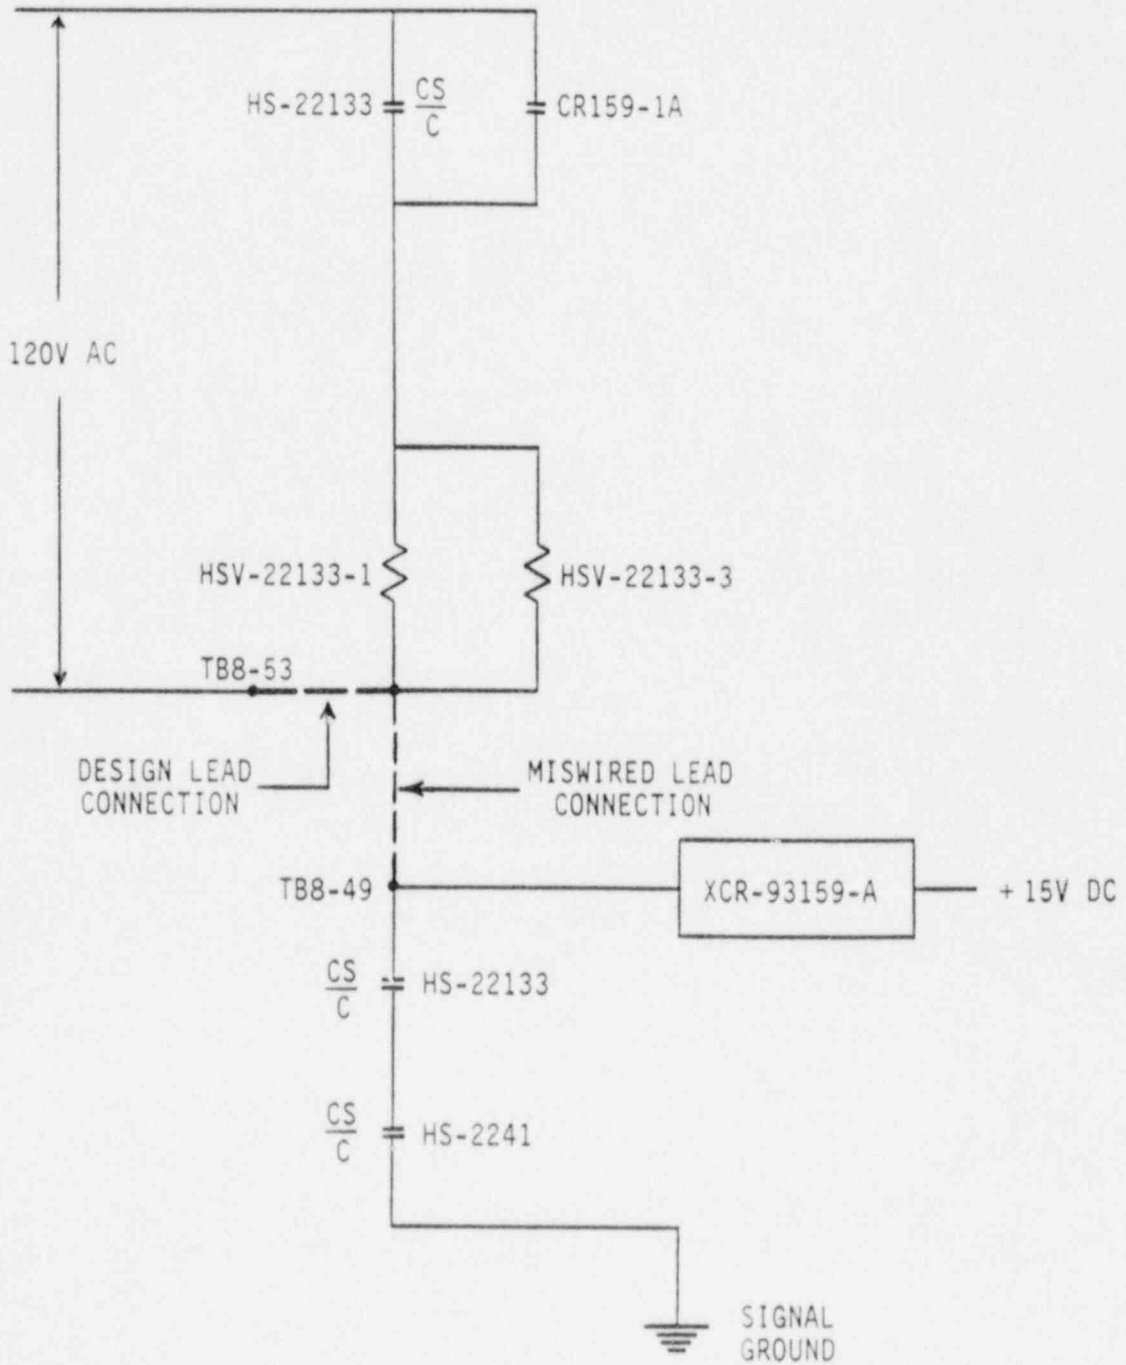 HS-22133
CS
C
CR159-1A
120V AC
HSV-22133-1
HSV-22133-3
TB8-53
DESIGN LEAD
CONNECTION
MISWIRED LEAD
CONNECTION
TB8-49
XCR-93159-A
+15V DC
CS
C
HS-22133
CS
C
HS-2241
SIGNAL
GROUND